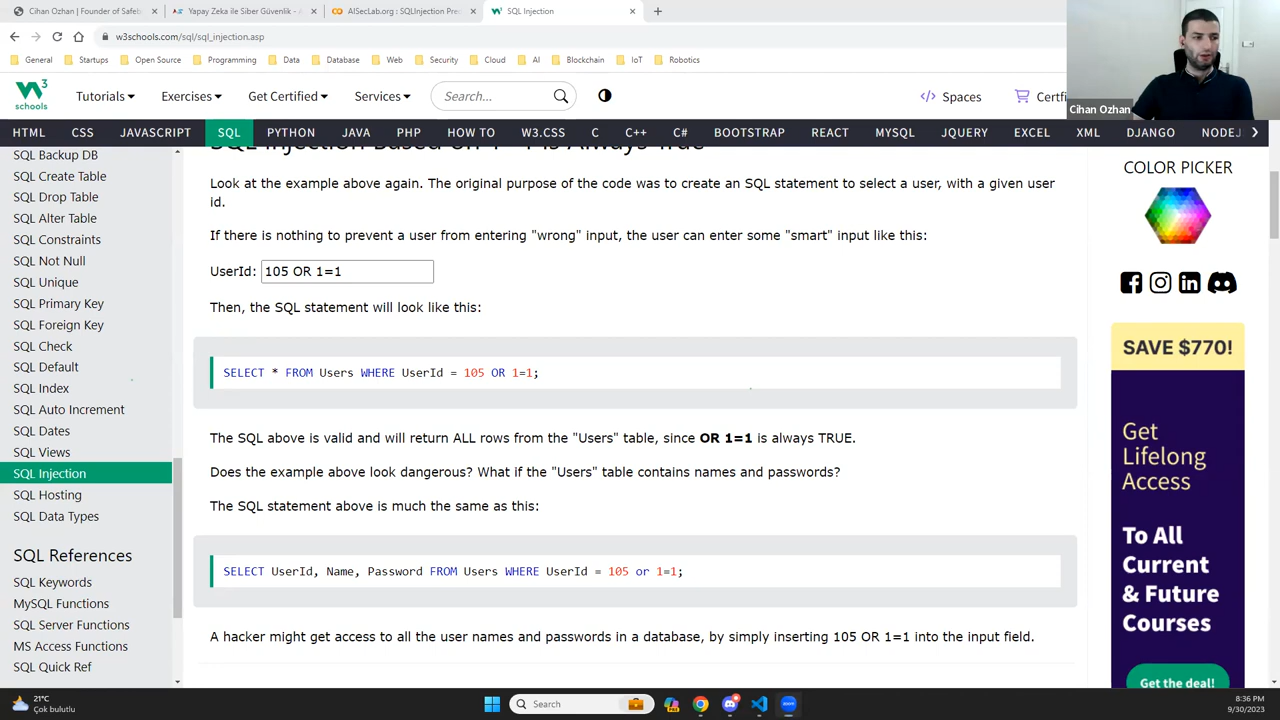 Cihan Ozhan | Founder of Safeb
Yapay Zeka ile Siber Güvenlik - A
AISecLab.org : SQLInjection Pre
SQL Injection
w3schools.com/sql/sql_injection.asp
General Startups Open Source Programming Data Database Web Security Cloud AI Blockchain IoT Robotics
W3 schools
Tutorials Exercises Get Certified Services Search... Spaces Certfi
Cihan Ozhan
HTML CSS JAVASCRIPT SQL PYTHON JAVA PHP HOW TO W3.CSS C C++ C# BOOTSTRAP REACT MYSQL JQUERY EXCEL XML DJANGO NODEJ
SQL Backup DB
SQL Create Table
SQL Drop Table
SQL Alter Table
SQL Constraints
SQL Not Null
SQL Unique
SQL Primary Key
SQL Foreign Key
SQL Check
SQL Default
SQL Index
SQL Auto Increment
SQL Dates
SQL Views
SQL Injection
SQL Hosting
SQL Data Types
SQL References
SQL Keywords
MySQL Functions
SQL Server Functions
MS Access Functions
SQL Quick Ref
SQL Injection Based on 1=1 is Always True
Look at the example above again. The original purpose of the code was to create an SQL statement to select a user, with a given user
id.
If there is nothing to prevent a user from entering "wrong" input, the user can enter some "smart" input like this:
UserId: 105 OR 1=1
Then, the SQL statement will look like this:
SELECT * FROM Users WHERE UserId = 105 OR 1=1;
The SQL above is valid and will return ALL rows from the "Users" table, since OR 1=1 is always TRUE.
Does the example above look dangerous? What if the "Users" table contains names and passwords?
The SQL statement above is much the same as this:
SELECT UserId, Name, Password FROM Users WHERE UserId = 105 or 1=1;
A hacker might get access to all the user names and passwords in a database, by simply inserting 105 OR 1=1 into the input field.
COLOR PICKER
SAVE $770!
Get
Lifelong
Access
To All
Current
& Future
Courses
Get the deal!
21°C
Çok bulutlu
Search
8:36 PM
9/30/2023